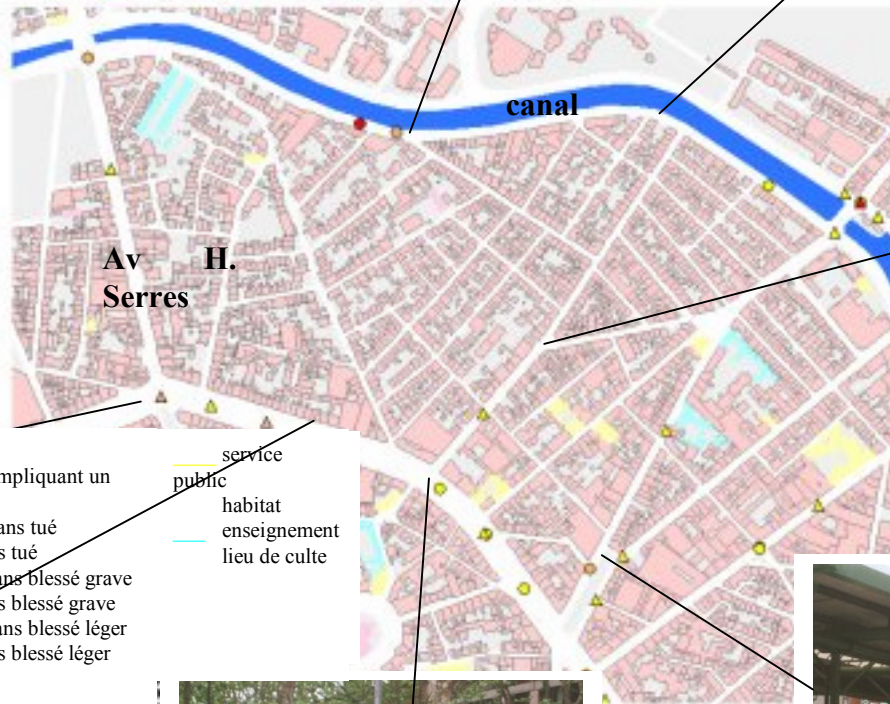 canal
Av H.
Serres
mpliquant un
ans tué
s tué
ans blessé grave
s blessé grave
ans blessé léger
s blessé léger
service
public
habitat
enseignement
lieu de culte